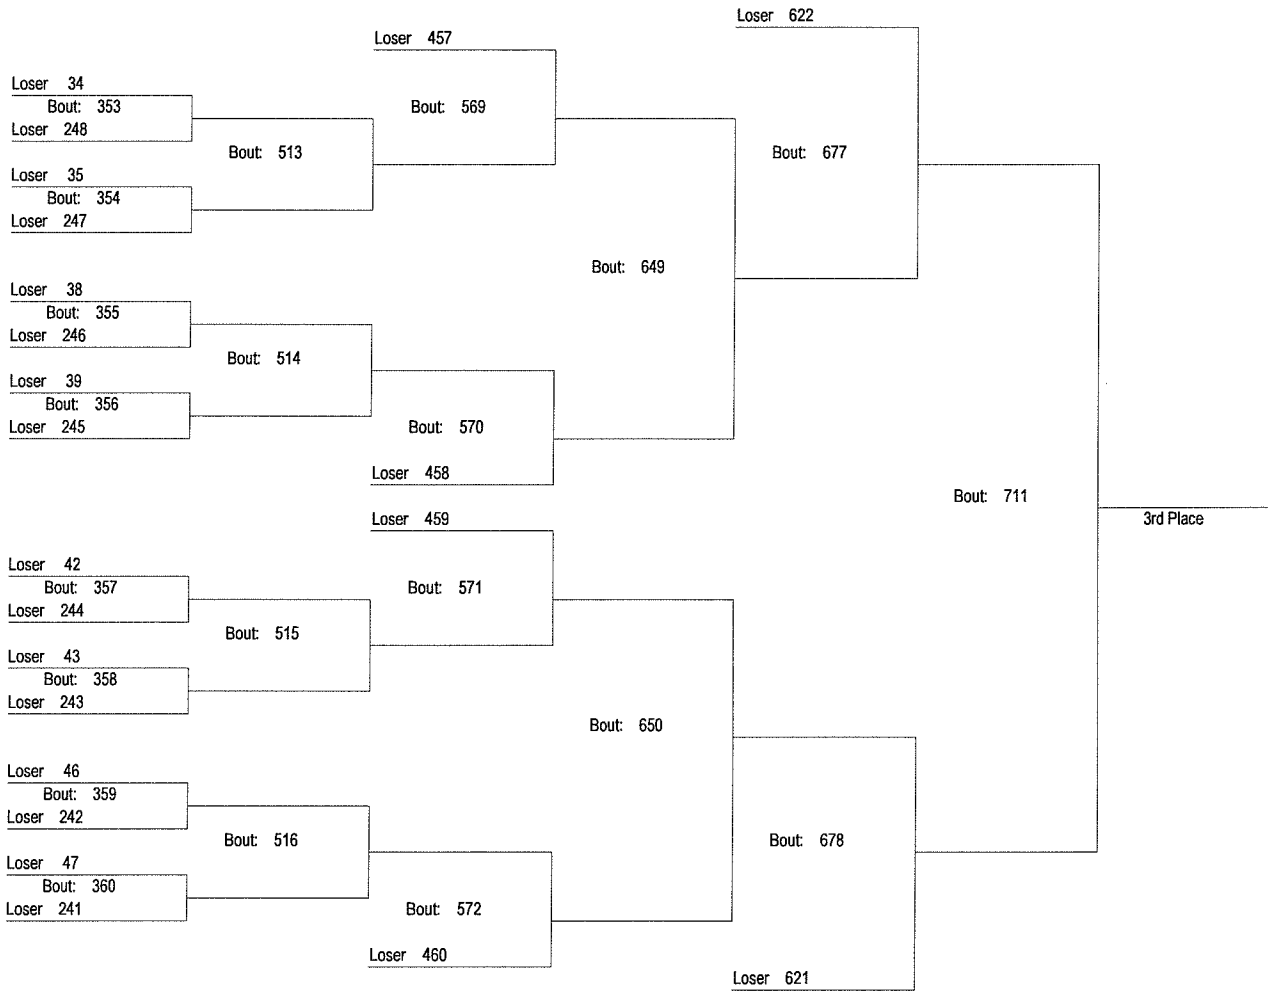 Loser 622
Loser 457
Loser 34
Bout: 353
Bout: 569
Loser 248
Bout: 513
Bout: 677
Loser 35
Bout: 354
Loser 247
Bout: 649
Loser 38
Bout: 355
Loser 246
Bout: 514
Loser 39
Bout: 356
Loser 245
Bout: 570
Loser 458
Bout: 711
Loser 459
3rd Place
Loser 42
Bout: 357
Bout: 571
Loser 244
Bout: 515
Loser 43
Bout: 358
Loser 243
Bout: 650
Loser 46
Bout: 359
Loser 242
Bout: 516
Bout: 678
Loser 47
Bout: 360
Loser 241
Bout: 572
Loser 460
Loser 621